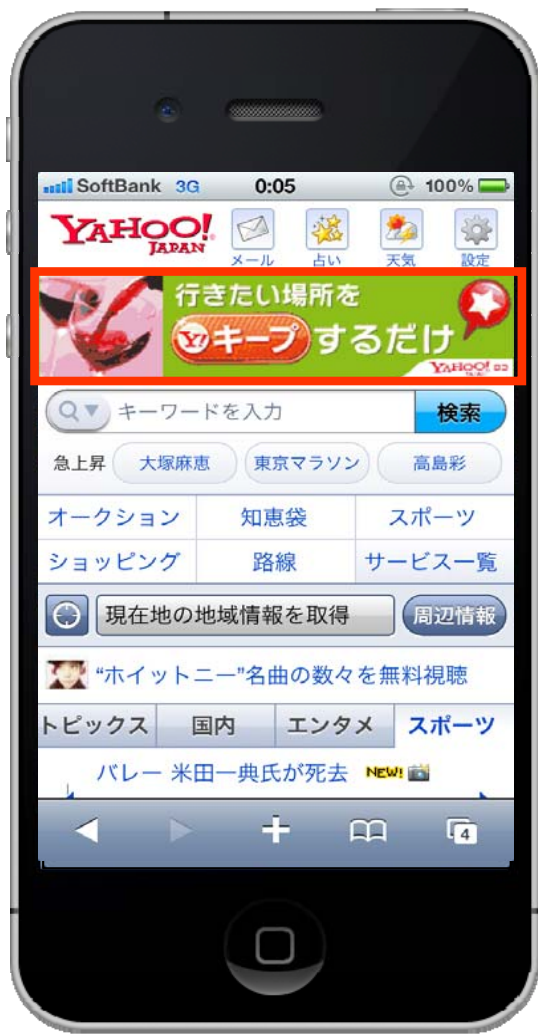 SoftBank 3G 0:05 100%
YAHOO! JAPAN
メール 占い 天気 設定
行きたい場所を
Y! キープ するだけ
YAHOO! ロコ
キーワードを入力 検索
急上昇 大塚麻恵 東京マラソン 高島彩
オークション 知恵袋 スポーツ
ショッピング 路線 サービス一覧
現在地の地域情報を取得 周辺情報
“ホイットニー”名曲の数々を無料視聴
トピックス 国内 エンタメ スポーツ
バレー 米田一典氏が死去 NEW!
4